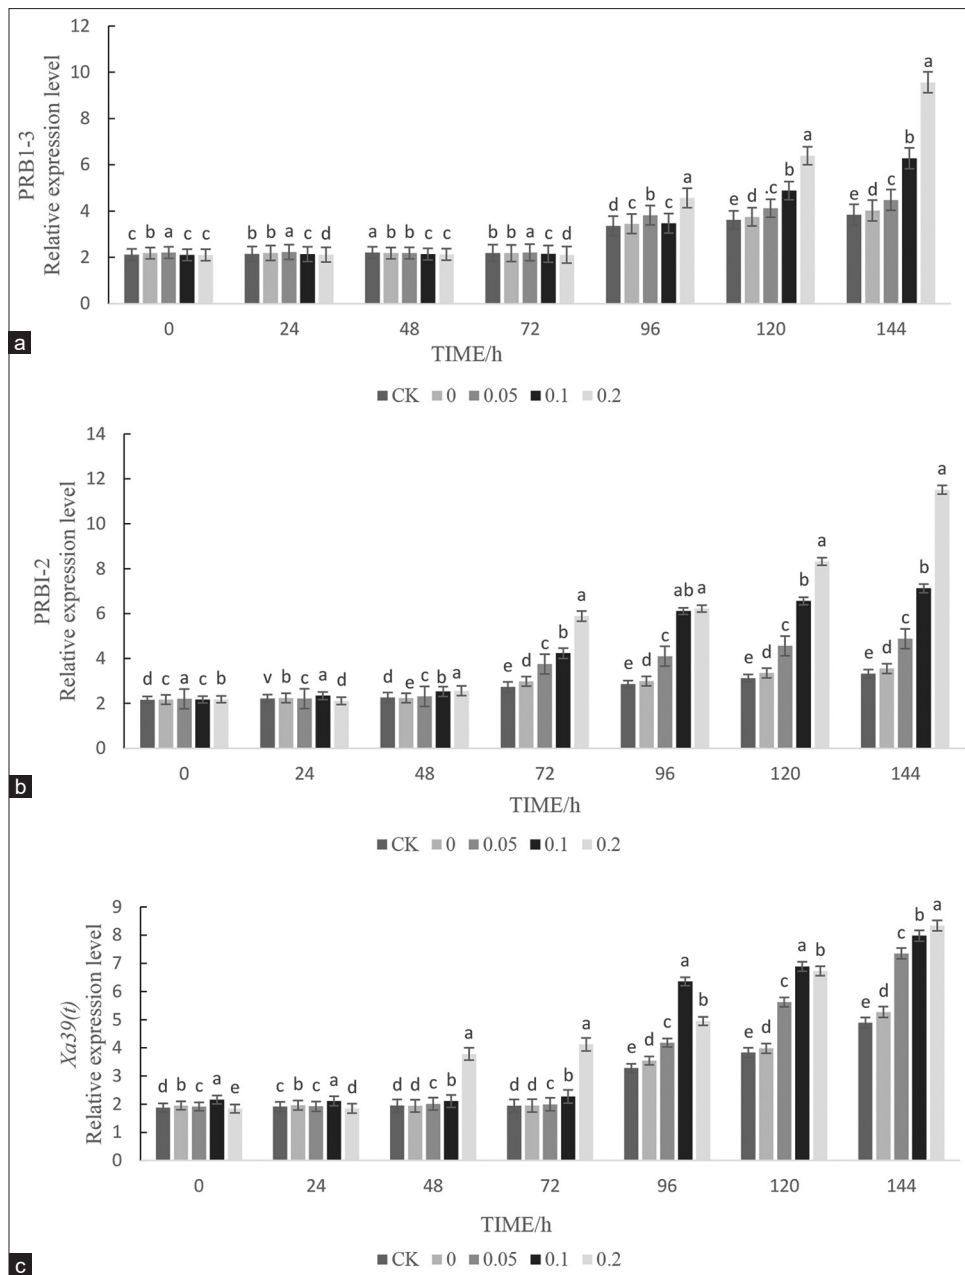 12
10
8
6
4
2
0
PRB1-3
Relative expression level
c b a c c
b b a c d
a b b c c
b b a c d
d c b c a
e d .c b a
e d c b a
0 24 48 72 96 120 144
TIME/h
a
CK 0 0.05 0.1 0.2
14
12
10
8
6
4
2
0
PRBI-2
Relative expression level
d c a c b
v b c a d
d e c b a
e d c b a
e d c ab a
e d c b a
e d c b a
0 24 48 72 96 120 144
TIME/h
b
CK 0 0.05 0.1 0.2
9
8
7
6
5
4
3
2
1
0
Xa39(t)
Relative expression level
d b c a e
c b c a d
d d c b a
d d c b a
e d c a b
e d c a b
e d c b a
0 24 48 72 96 120 144
TIME/h
c
CK 0 0.05 0.1 0.2